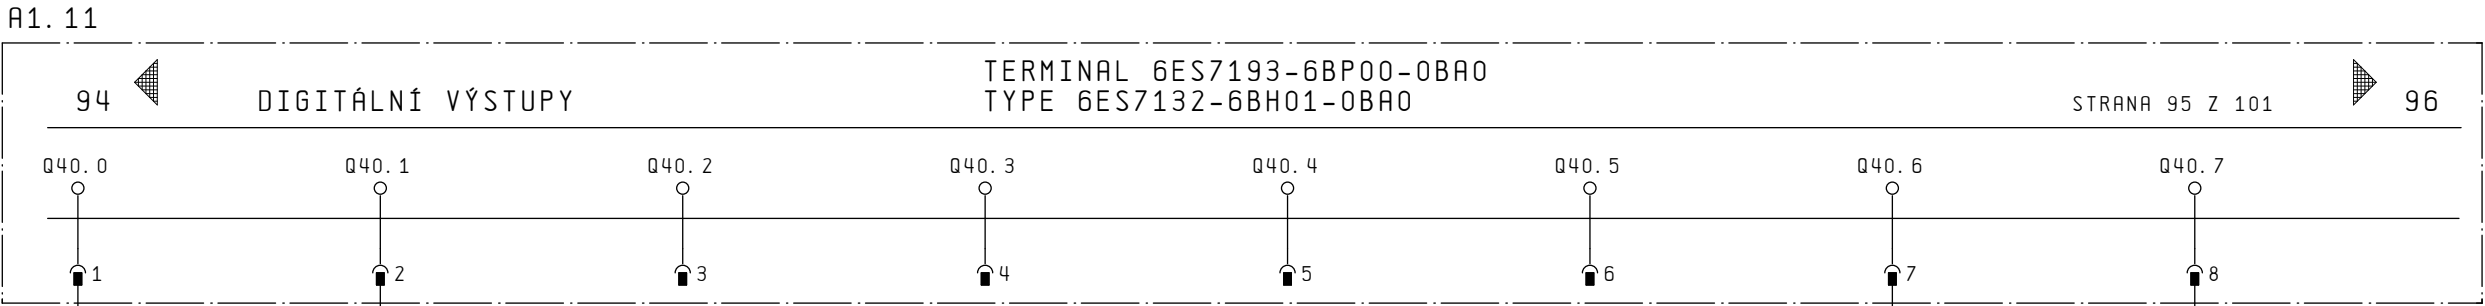 A1.11
TERMINAL 6ES7193-6BP00-0BA0
94 DIGITÁLNÍ VÝSTUPY TYPE 6ES7132-6BH01-0BA0 STRANA 95 Z 101 96
Q40.0 Q40.1 Q40.2 Q40.3 Q40.4 Q40.5 Q40.6 Q40.7
1 2 3 4 5 6 7 8